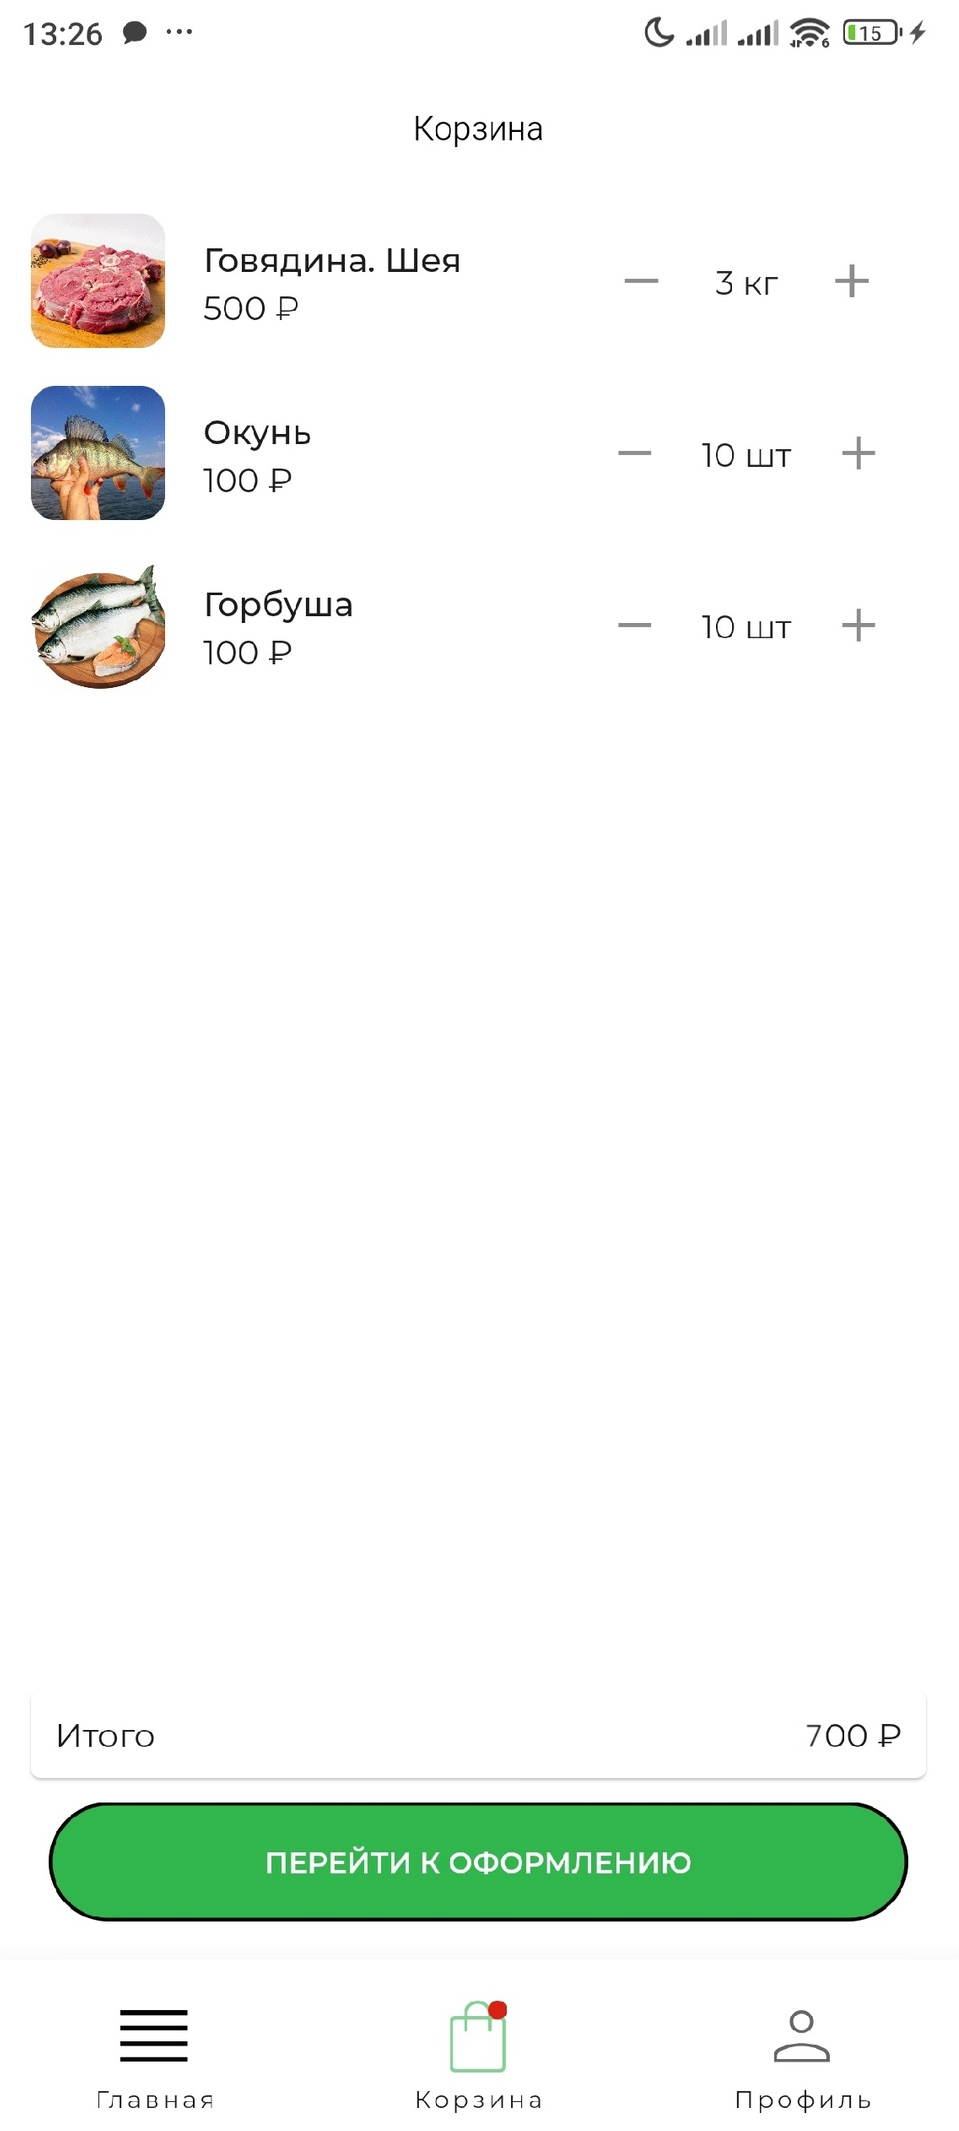 13:26
6
15
Корзина
Говядина. Шея
500 ₽
3 кг
Окунь
100 ₽
10 шт
Горбуша
100 ₽
10 шт
Итого
700 ₽
ПЕРЕЙТИ К ОФОРМЛЕНИЮ
Главная
Корзина
Профиль